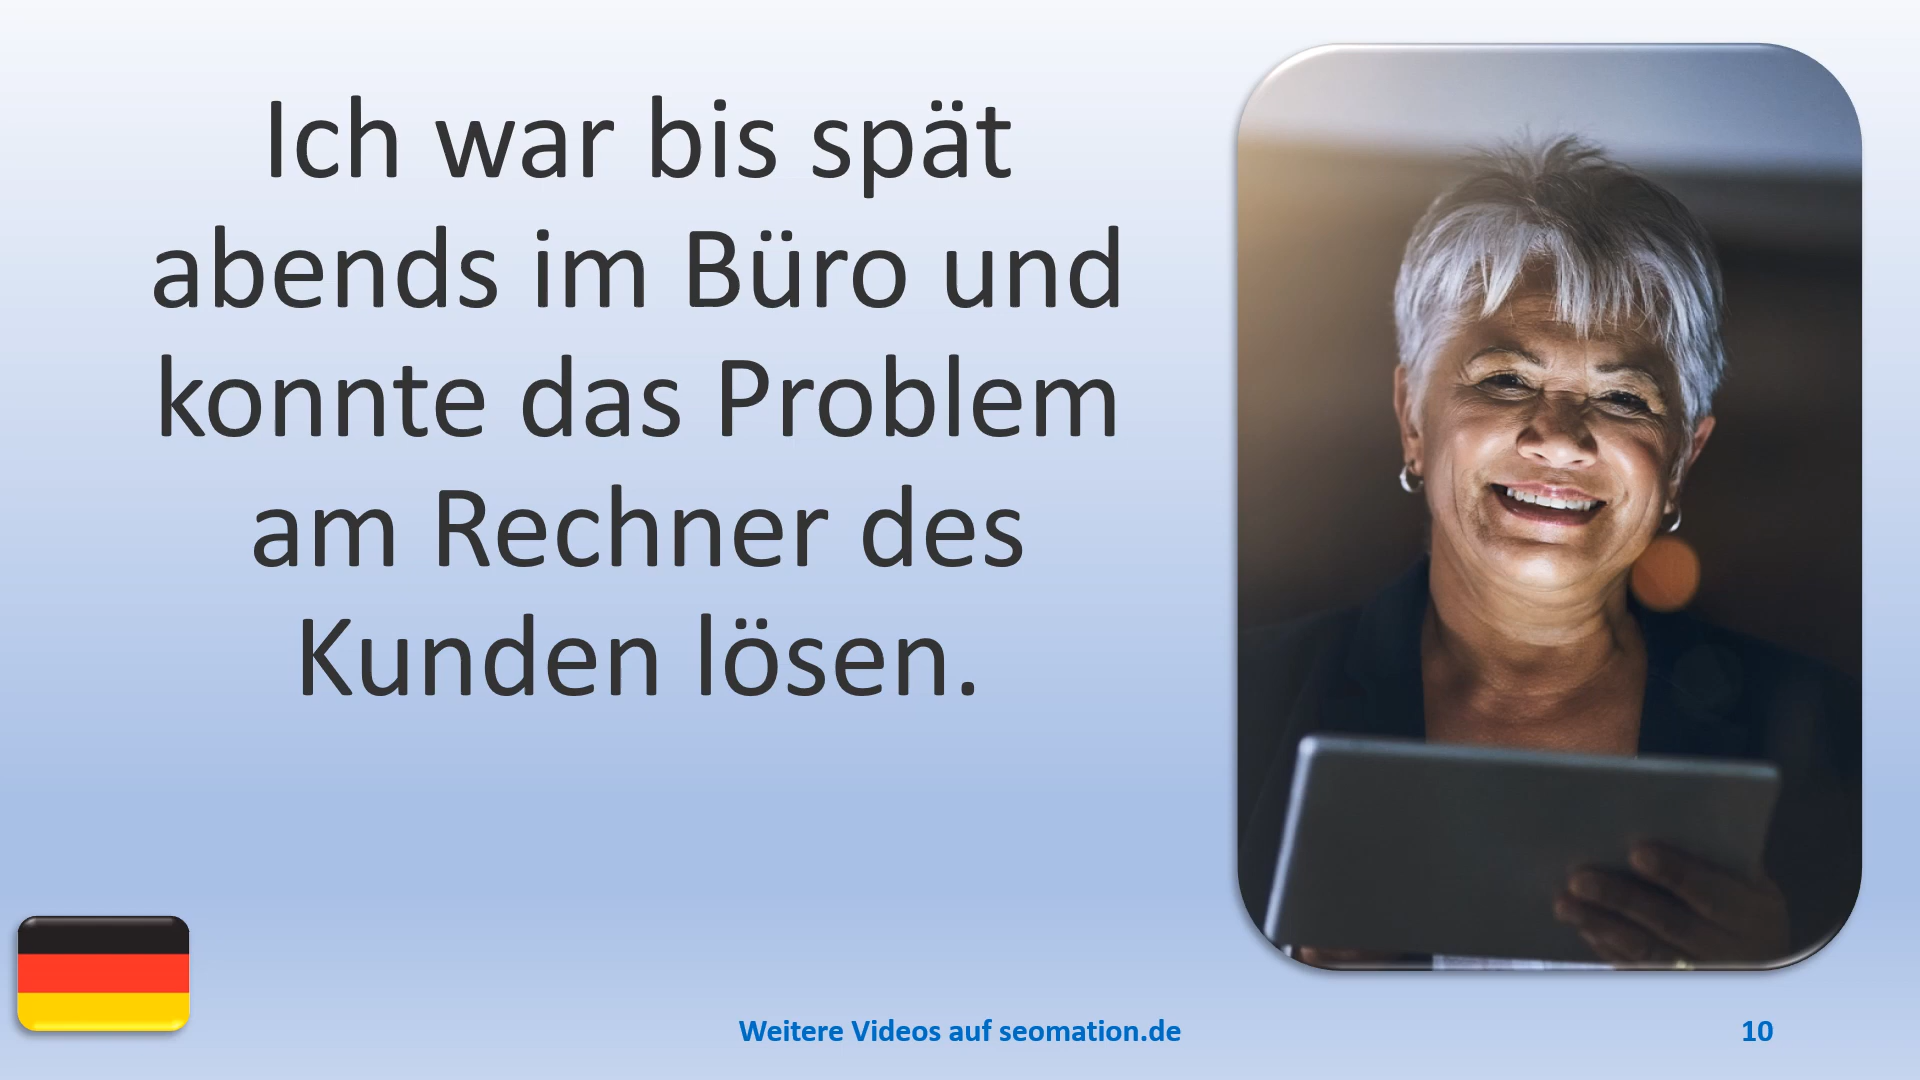 Ich war bis spät
abends im Büro und
konnte das Problem
am Rechner des
Kunden lösen.
Weitere Videos auf seomation.de
10